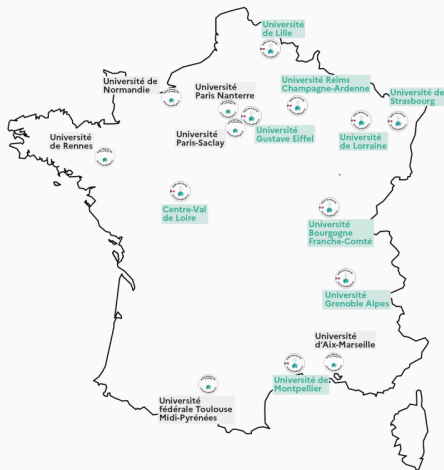 Université
de Lille
Université de
Normandie
Université
Paris Nanterre
Université Reims
Champagne-Ardenne
Université de
Strasbourg
Université
de Rennes
Université
Paris-Saclay
Université
Gustave Eiffel
Université
de Lorraine
Centre-Val
de Loire
Université
Bourgogne
Franche-Comté
Université
Grenoble Alpes
Université
d'Aix-Marseille
Université de
Montpellier
Université
fédérale Toulouse
Midi-Pyrénées